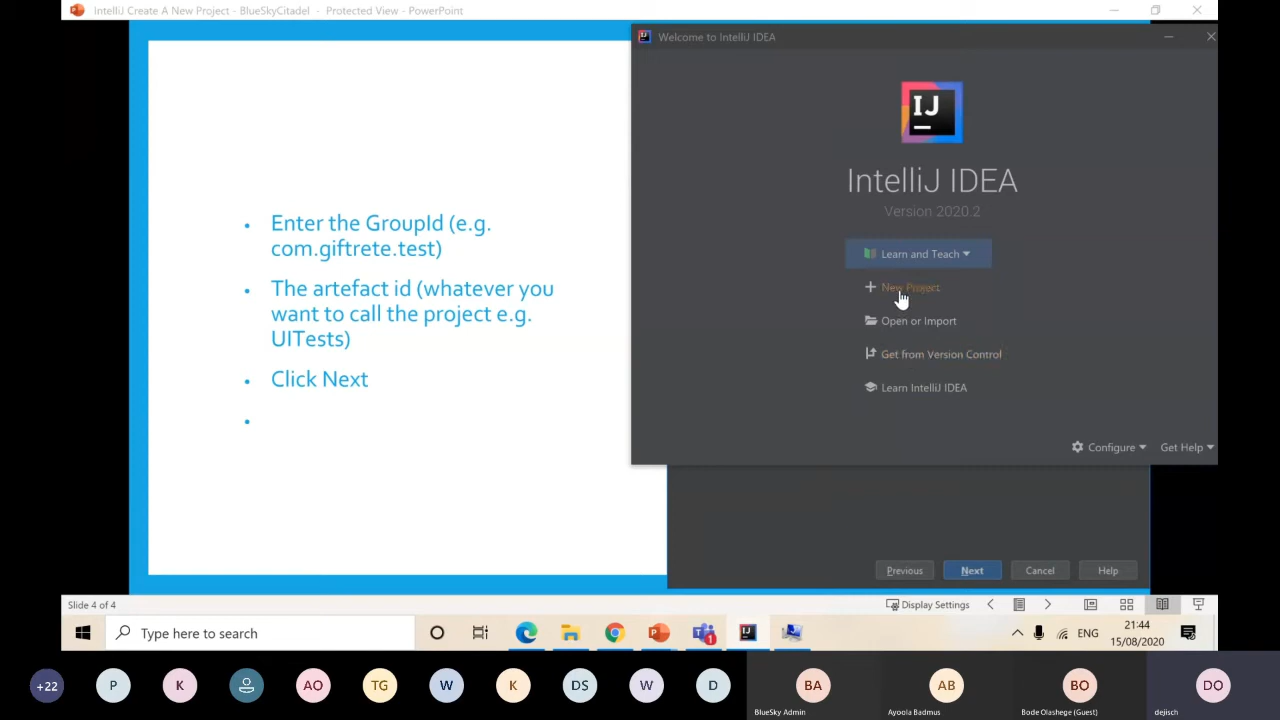 IntelliJ Create A New Project - BlueSkyCitadel - Protected View - PowerPoint
Welcome to IntelliJ IDEA
IJ
IntelliJ IDEA
Version 2020.2
Learn and Teach
New Project
Open or Import
Get from Version Control
Learn IntelliJ IDEA
Configure
Get Help
• Enter the GroupId (e.g.
com.giftrete.test)
• The artefact id (whatever you
want to call the project e.g.
UITests)
• Click Next
•
Previous
Next
Cancel
Help
Slide 4 of 4
Display Settings
Type here to search
1
ENG
21:44
15/08/2020
+22
P
K
AO
TG
W
K
DS
W
D
BA
BlueSky Admin
AB
Ayoola Badmus
BO
Bode Olashege (Guest)
DO
dejisch